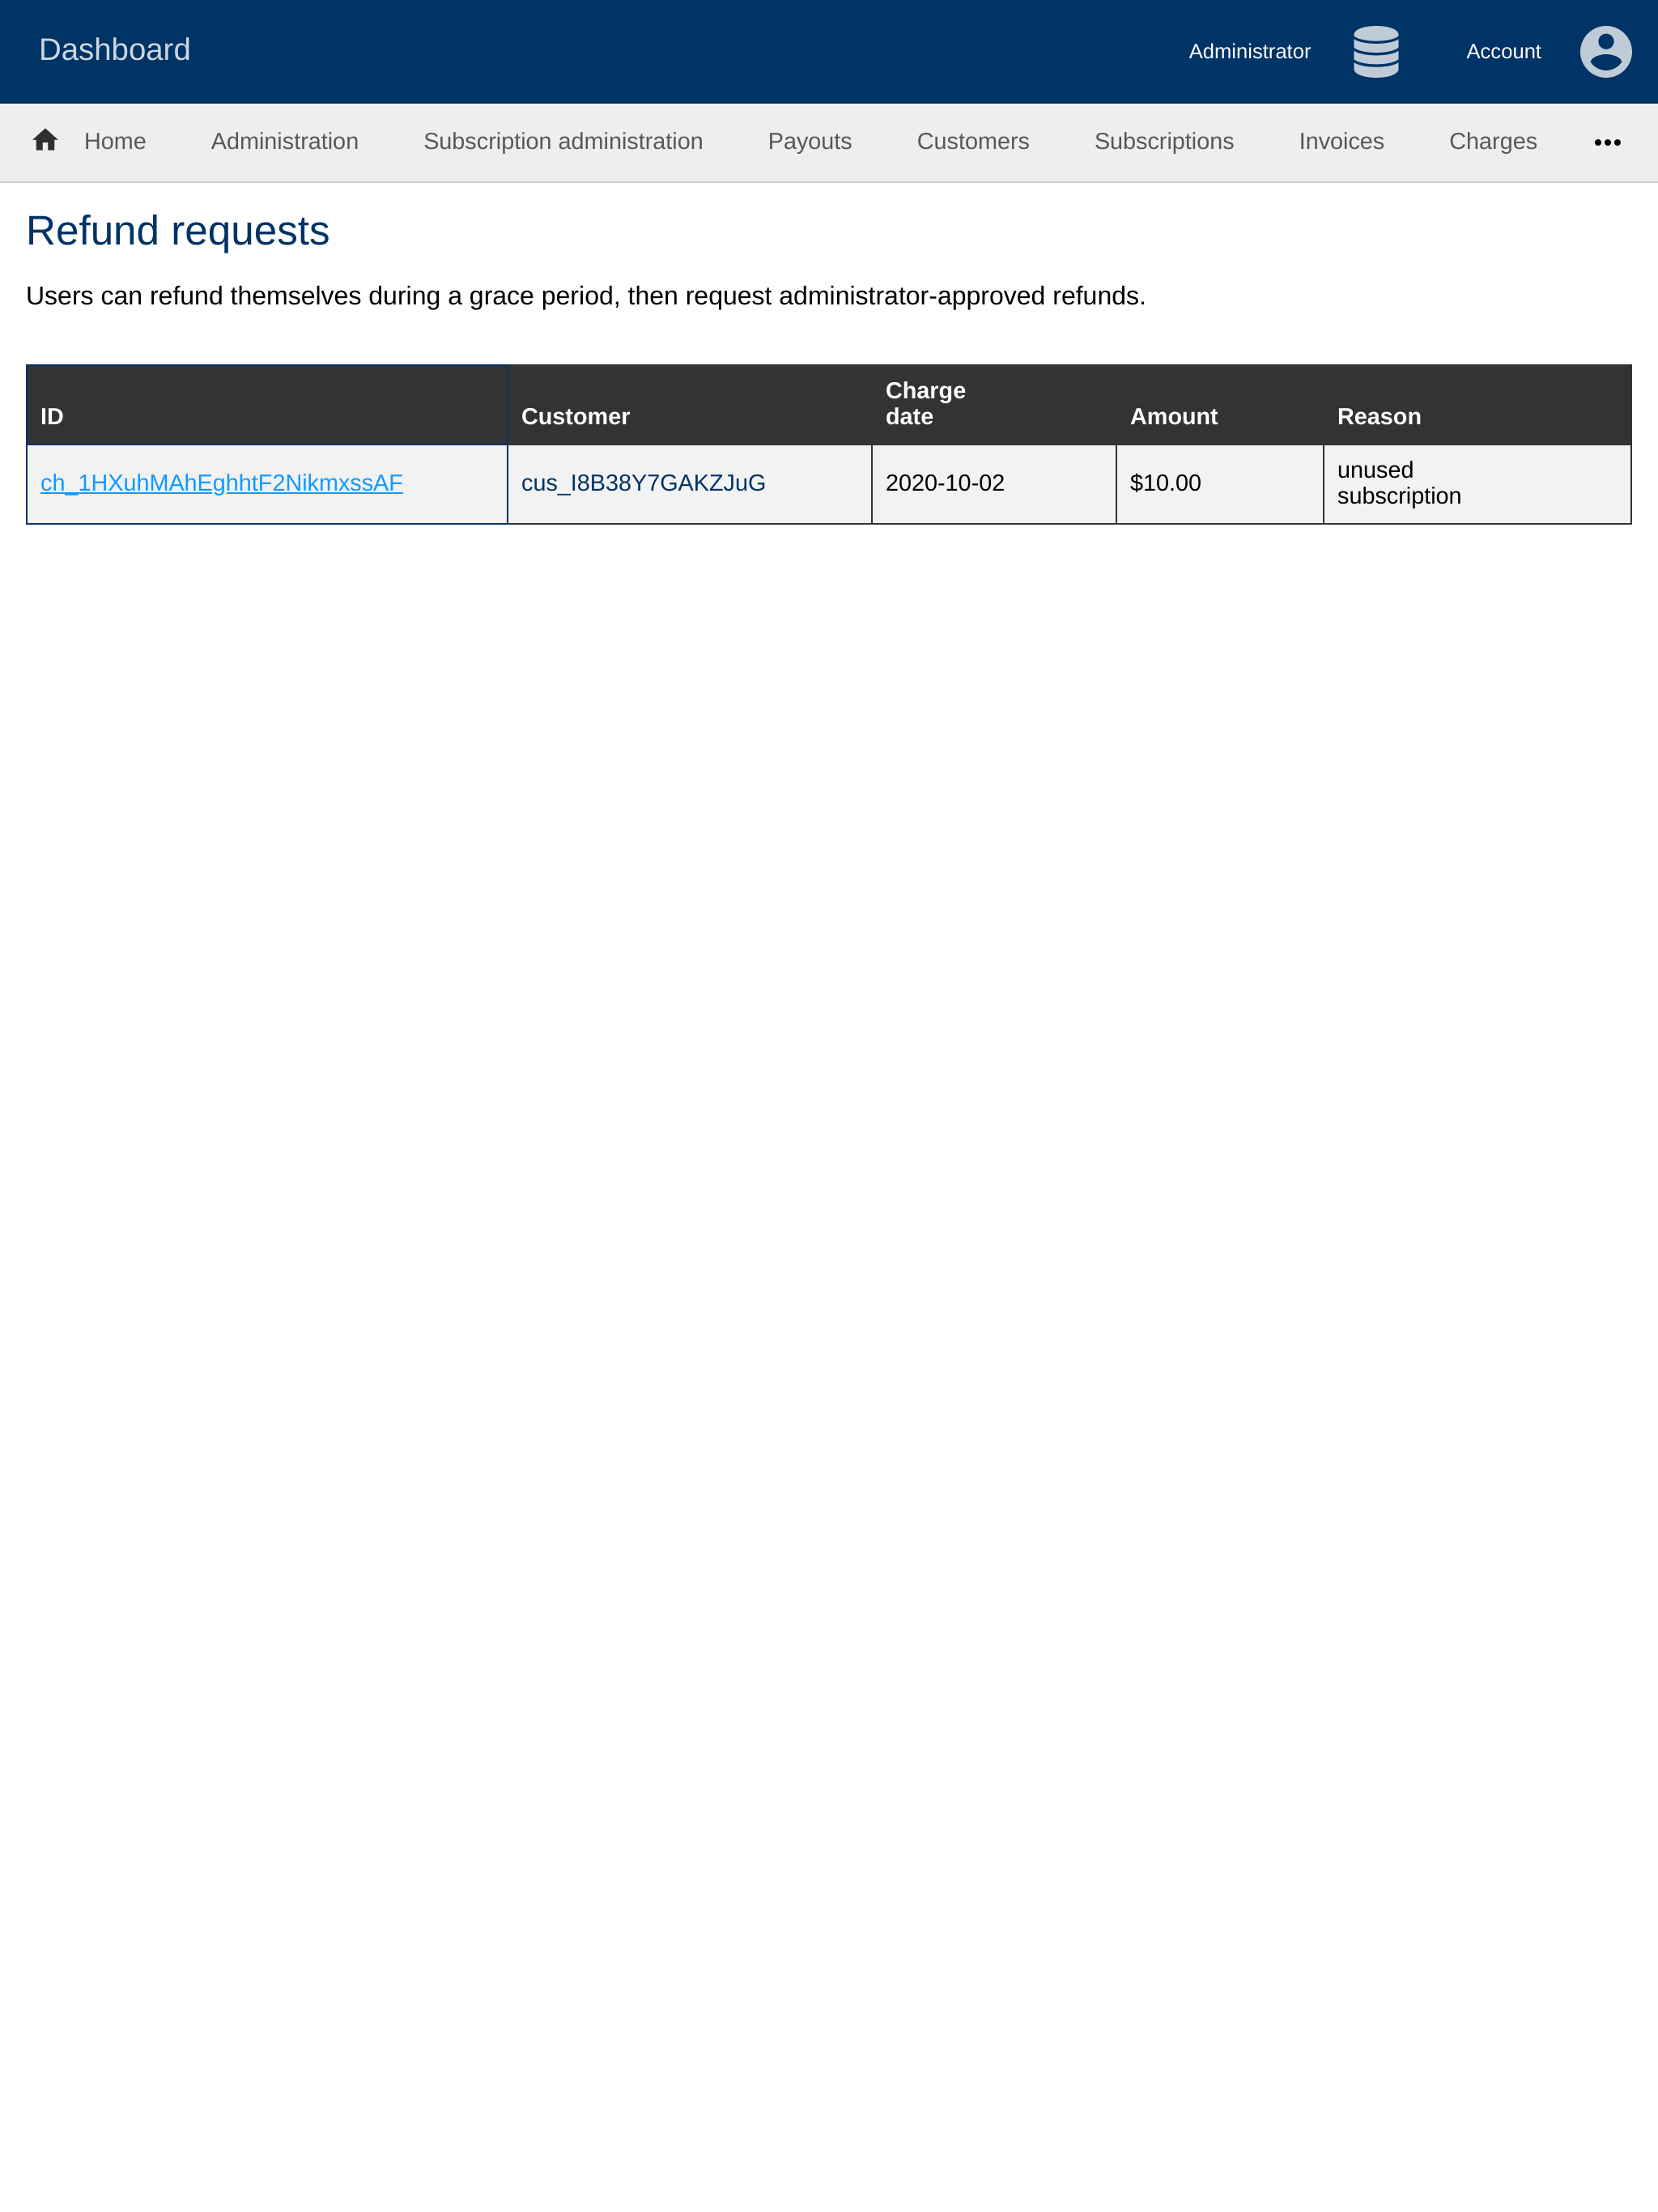 Dashboard
Administrator
Account
Home Administration Subscription administration Payouts Customers Subscriptions Invoices Charges •••
Refund requests
Users can refund themselves during a grace period, then request administrator-approved refunds.
ID Customer Charge date Amount Reason
ch_1HXuhMAhEghhtF2NikmxssAF cus_I8B38Y7GAKZJuG 2020-10-02 $10.00 unused subscription